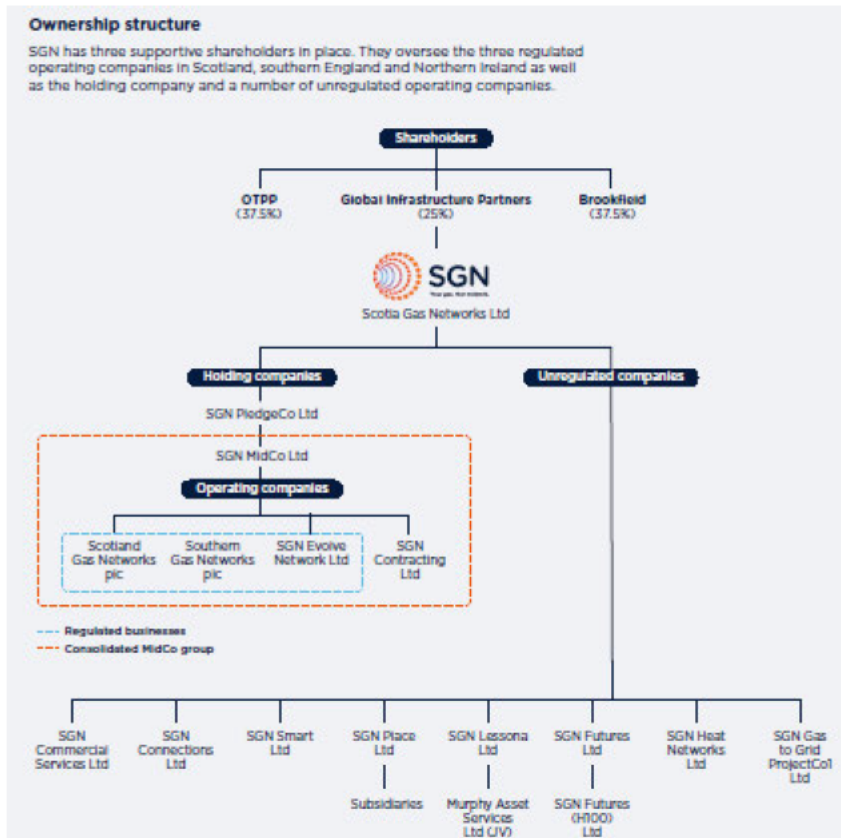 Ownership structure
SGN has three supportive shareholders in place. They oversee the three regulated
operating companies in Scotland, southern England and Northern Ireland as well
as the holding company and a number of unregulated operating companies.
Shareholders
OTPP
(37.5%)
Global Infrastructure Partners
(25%)
Brookfield
(37.5%)
SGN
Your gas. Our network.
Scotia Gas Networks Ltd
Holding companies
Unregulated companies
SGN PledgeCo Ltd
SGN MidCo Ltd
Operating companies
Scotland
Gas Networks
plc
Southern
Gas Networks
plc
SGN Evolve
Network Ltd
SGN
Contracting
Ltd
Regulated businesses
Consolidated MidCo group
SGN
Commercial
Services Ltd
SGN
Connections
Ltd
SGN Smart
Ltd
SGN Place
Ltd
SGN Lessona
Ltd
SGN Futures
Ltd
SGN Heat
Networks
Ltd
SGN Gas
to Grid
ProjectCo1
Ltd
Subsidiaries
Murphy Asset
Services
Ltd (JV)
SGN Futures
(H100)
Ltd